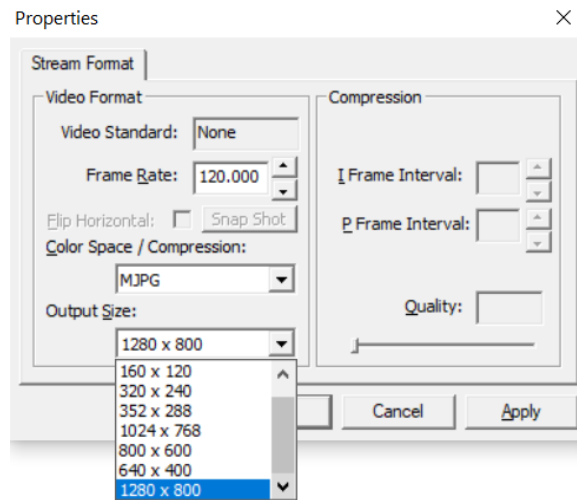 Properties
Stream Format
Video Format
Video Standard: None
Frame Rate: 120.000
Flip Horizontal: Snap Shot
Color Space / Compression:
MJPG
Output Size:
1280 x 800
160 x 120
320 x 240
352 x 288
1024 x 768
800 x 600
640 x 400
1280 x 800
Compression
I Frame Interval:
P Frame Interval:
Quality:
Cancel
Apply